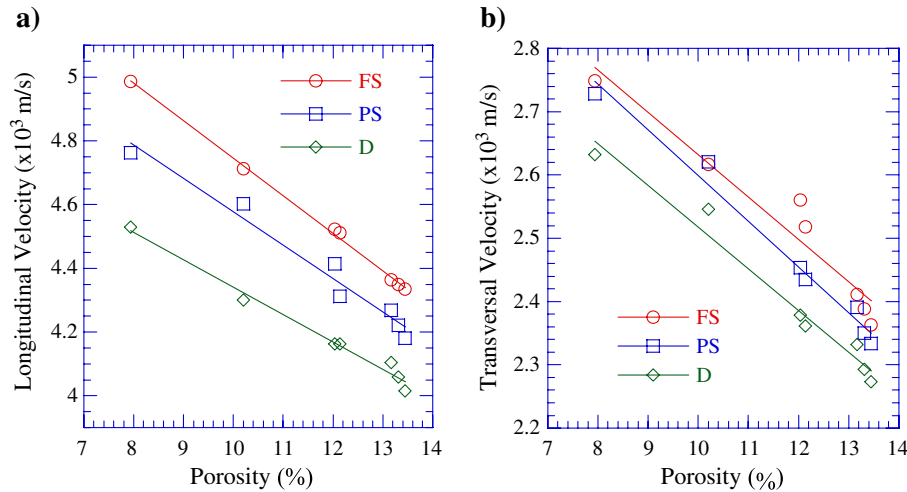 a)
Longitudinal Velocity (x10³ m/s)
5
4.8
4.6
4.4
4.2
4
7 8 9 10 11 12 13 14
Porosity (%)
FS
PS
D
b)
Transversal Velocity (x10³ m/s)
2.8
2.7
2.6
2.5
2.4
2.3
2.2
7 8 9 10 11 12 13 14
Porosity (%)
FS
PS
D